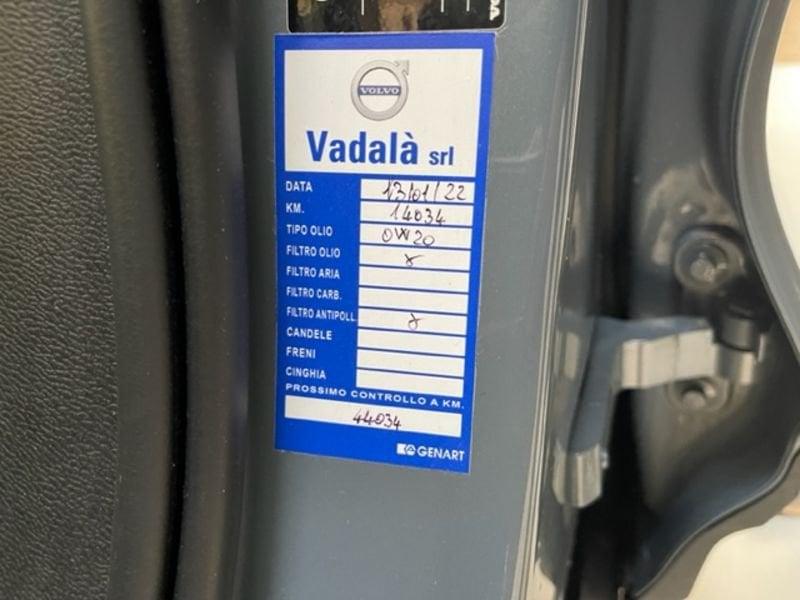 VOLVO
Vadalà srl
DATA 13/01/22
KM. 14034
TIPO OLIO 0W20
FILTRO OLIO x
FILTRO ARIA
FILTRO CARB.
FILTRO ANTIPOLL. x
CANDELE
FRENI
CINGHIA
PROSSIMO CONTROLLO A KM.
44034
GENART